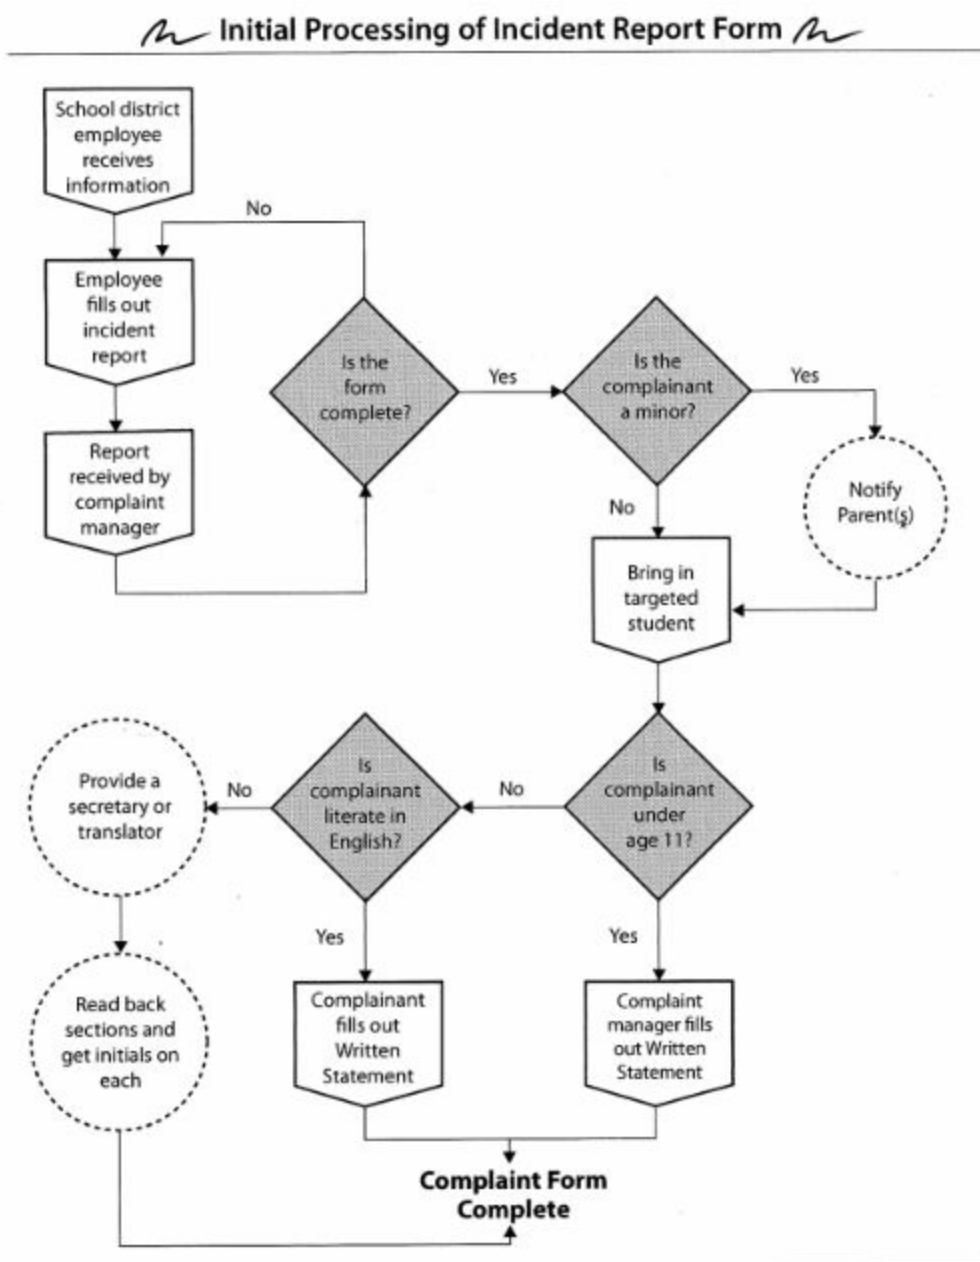 Initial Processing of Incident Report Form
School district
employee
receives
information
No
Employee
fills out
incident
report
Is the
form
complete?
Yes
Is the
complainant
a minor?
Yes
Report
received by
complaint
manager
Notify
Parent(s)
No
Bring in
targeted
student
Provide a
secretary or
translator
No
Is
complainant
literate in
English?
No
Is
complainant
under
age 11?
Yes
Yes
Read back
sections and
get initials on
each
Complainant
fills out
Written
Statement
Complaint
manager fills
out Written
Statement
Complaint Form
Complete